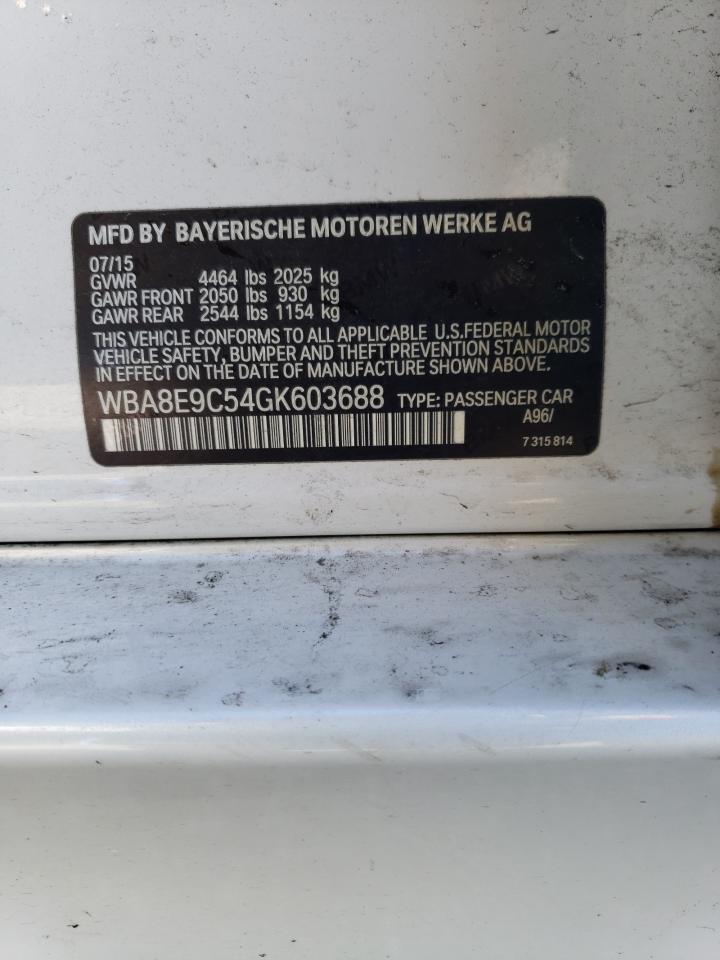 MFD BY BAYERISCHE MOTOREN WERKE AG
07/15
GVWR 4464 lbs 2025 kg
GAWR FRONT 2050 lbs 930 kg
GAWR REAR 2544 lbs 1154 kg
THIS VEHICLE CONFORMS TO ALL APPLICABLE U.S.FEDERAL MOTOR
VEHICLE SAFETY, BUMPER AND THEFT PREVENTION STANDARDS
IN EFFECT ON THE DATE OF MANUFACTURE SHOWN ABOVE.
WBA8E9C54GK603688 TYPE: PASSENGER CAR
A96/
7 315 814